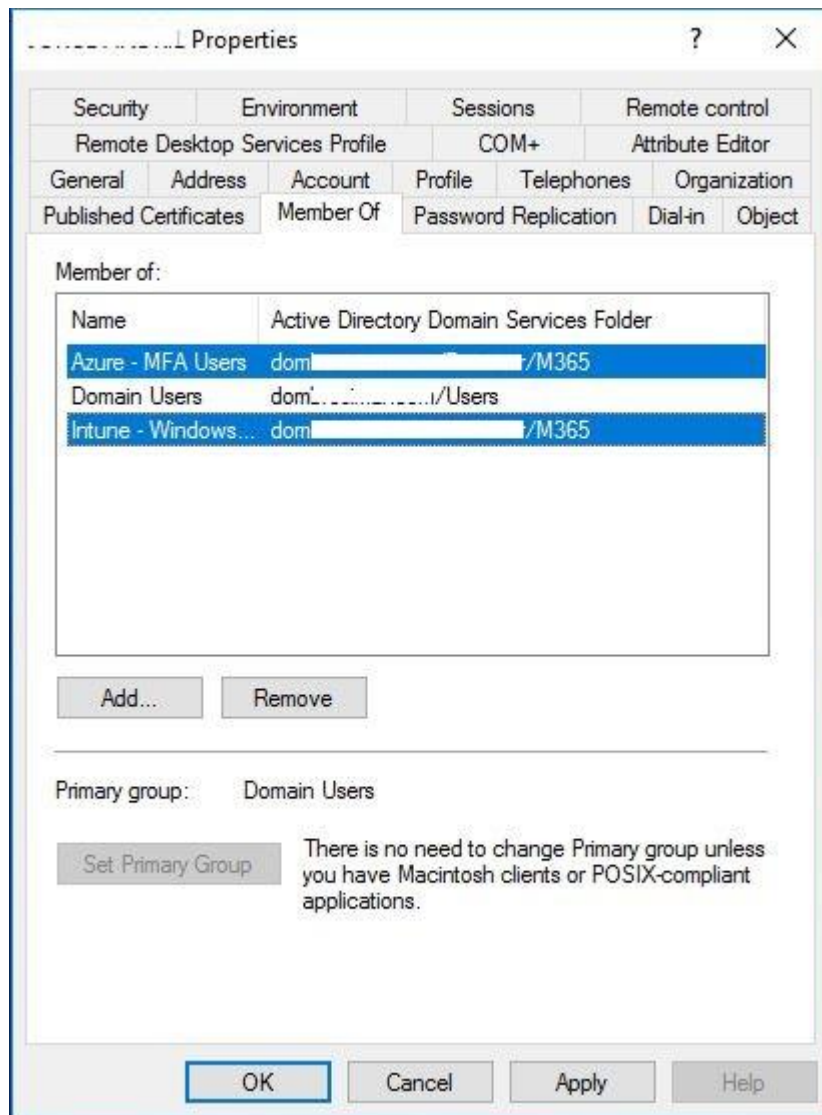 Properties
?
Security Environment Sessions Remote control
Remote Desktop Services Profile COM+ Attribute Editor
General Address Account Profile Telephones Organization
Published Certificates Member Of Password Replication Dial-in Object
Member of:
Name Active Directory Domain Services Folder
Azure - MFA Users dom /M365
Domain Users dom /Users
Intune - Windows... dom /M365
Add... Remove
Primary group: Domain Users
Set Primary Group
There is no need to change Primary group unless
you have Macintosh clients or POSIX-compliant
applications.
OK Cancel Apply Help